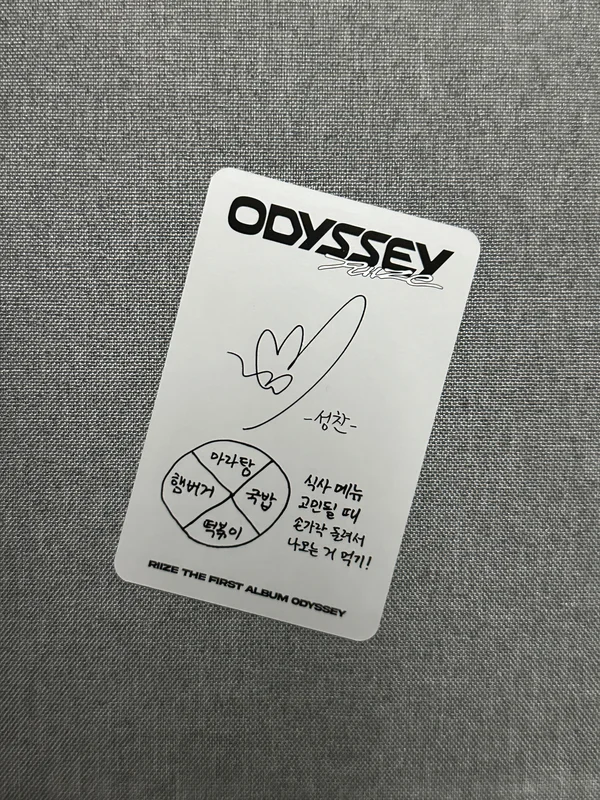 ODYSSEY
RIIZE
-성찬-
마라탕
햄버거
국밥
떡볶이
식사 메뉴
고민될 때
손가락 돌려서
나오는 거 먹기!
RIIZE THE FIRST ALBUM ODYSSEY